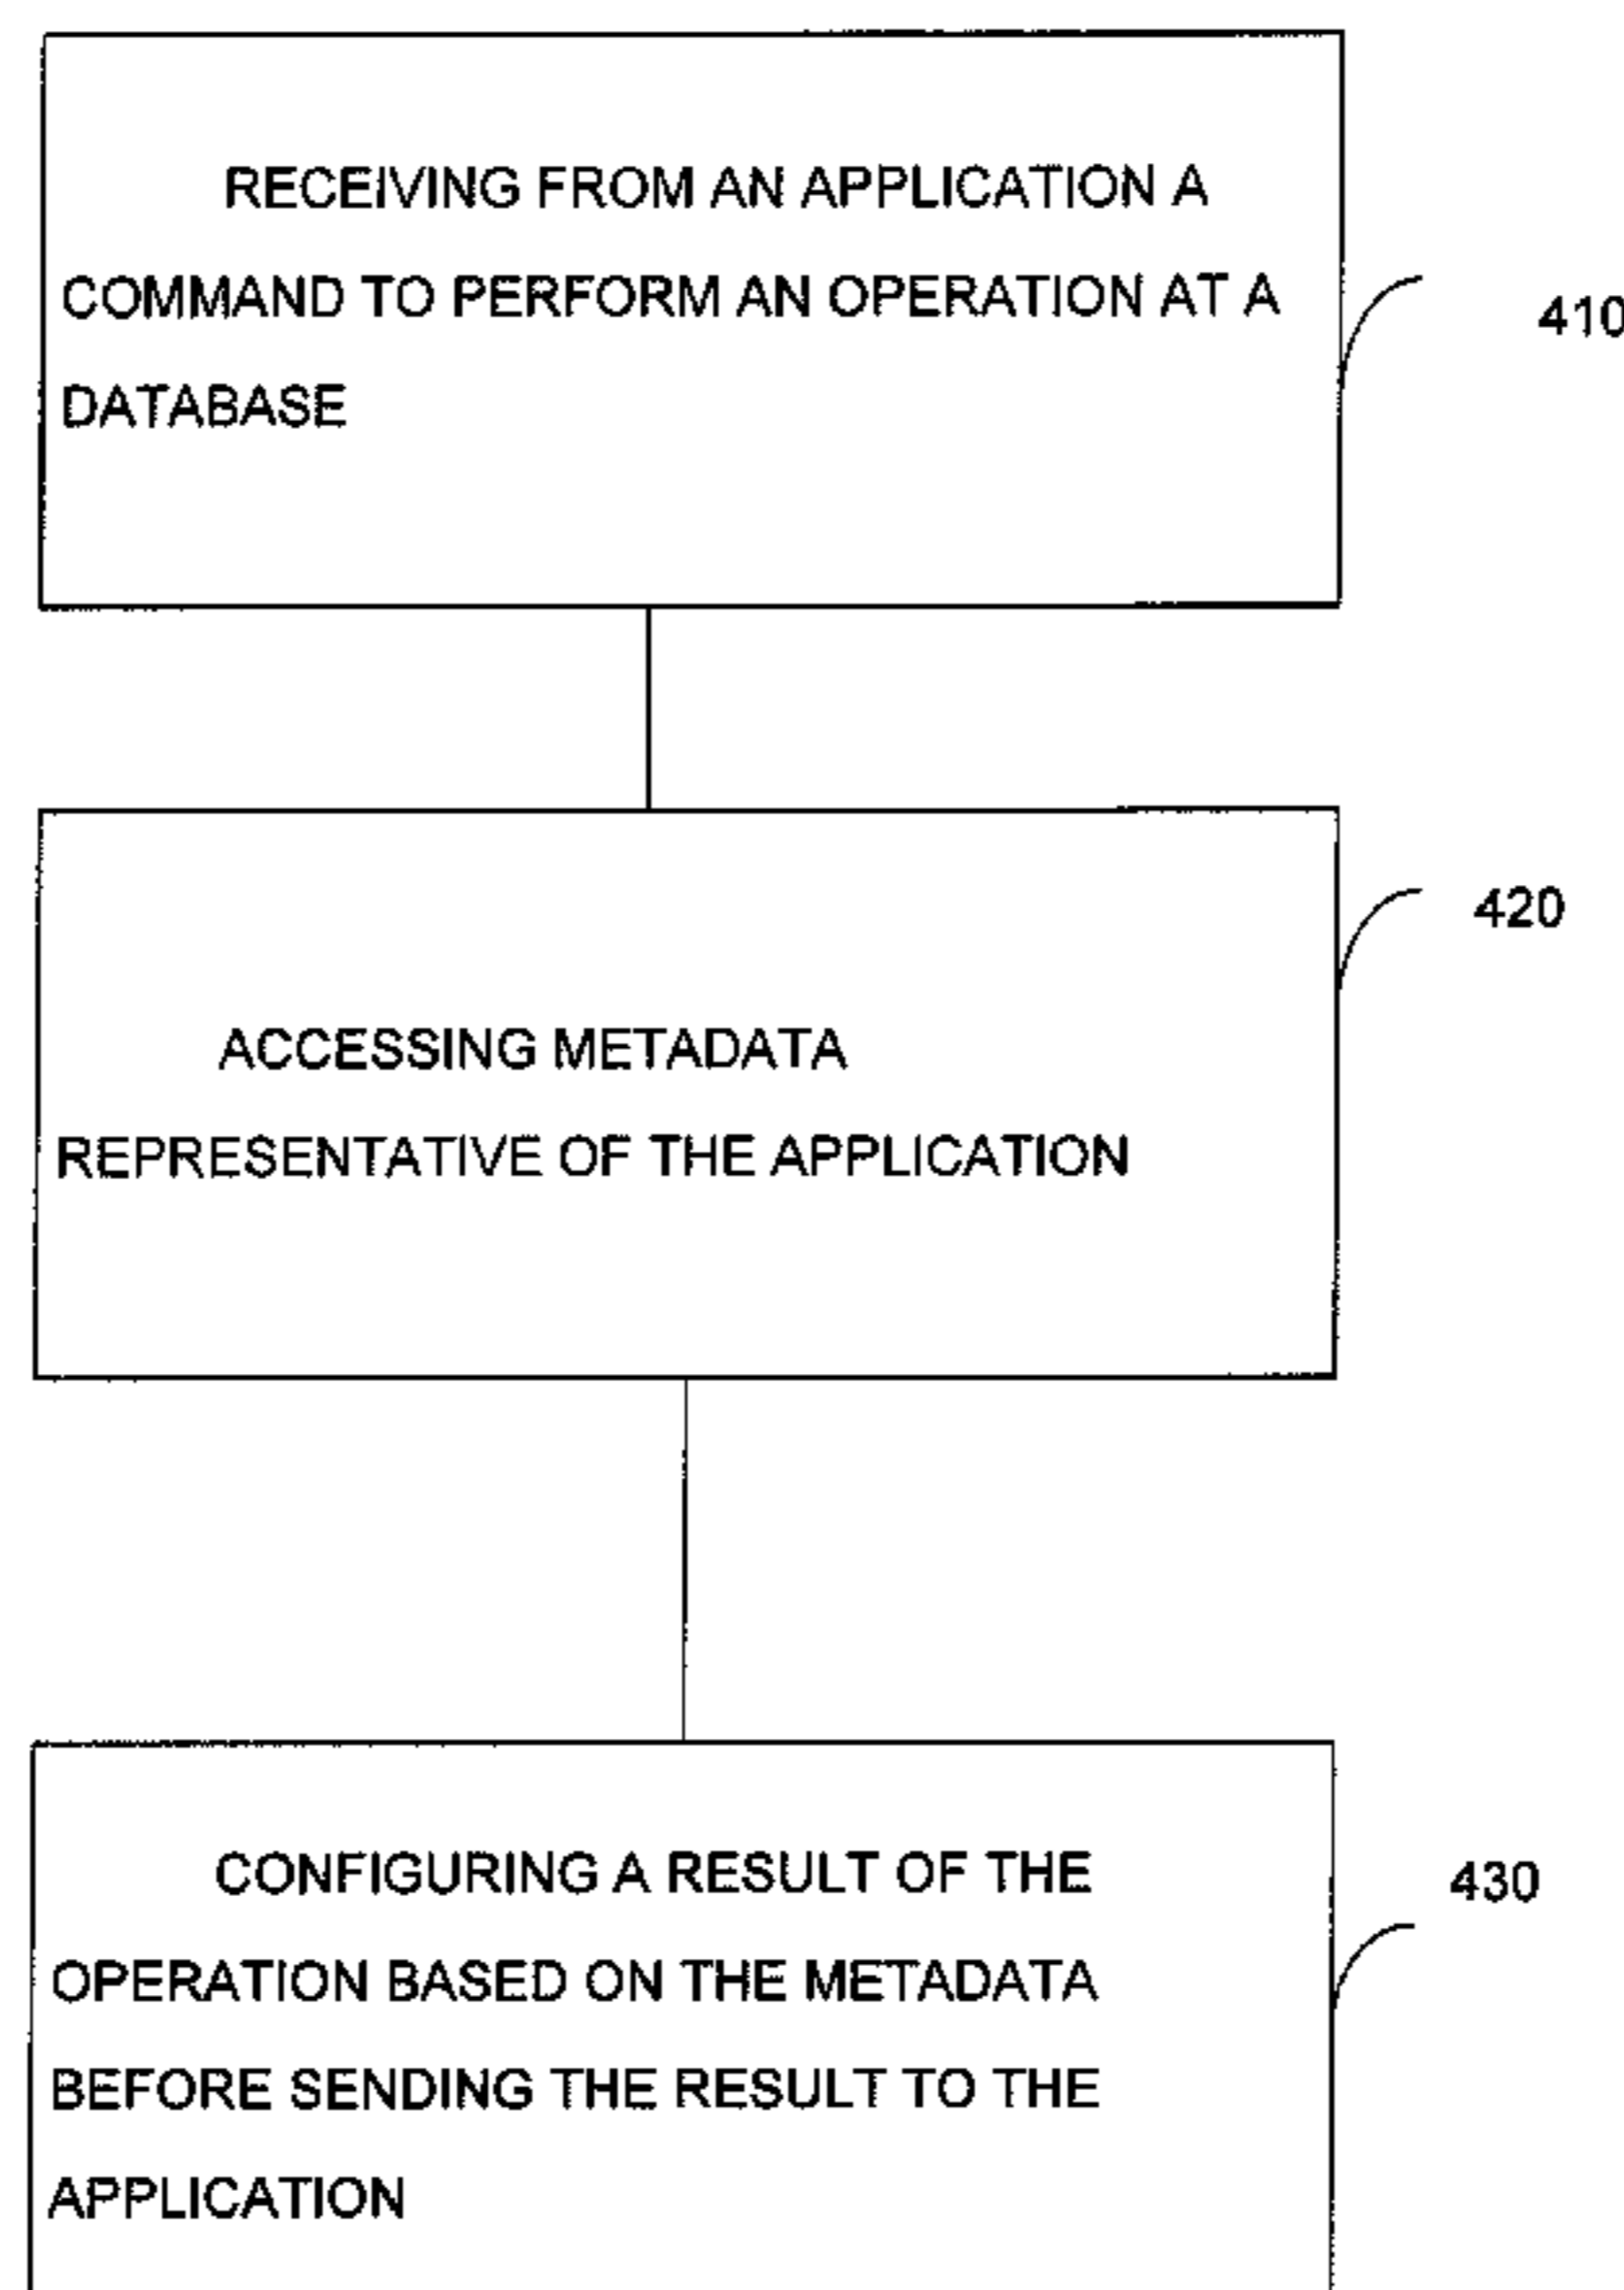 RECEIVING FROM AN APPLICATION A
COMMAND TO PERFORM AN OPERATION AT A
DATABASE
410
420
ACCESSING METADATA
REPRESENTATIVE OF THE APPLICATION
CONFIGURING A RESULT OF THE
430
OPERATION BASED ON THE METADATA
BEFORE SENDING THE RESULT TO THE
APPLICATION